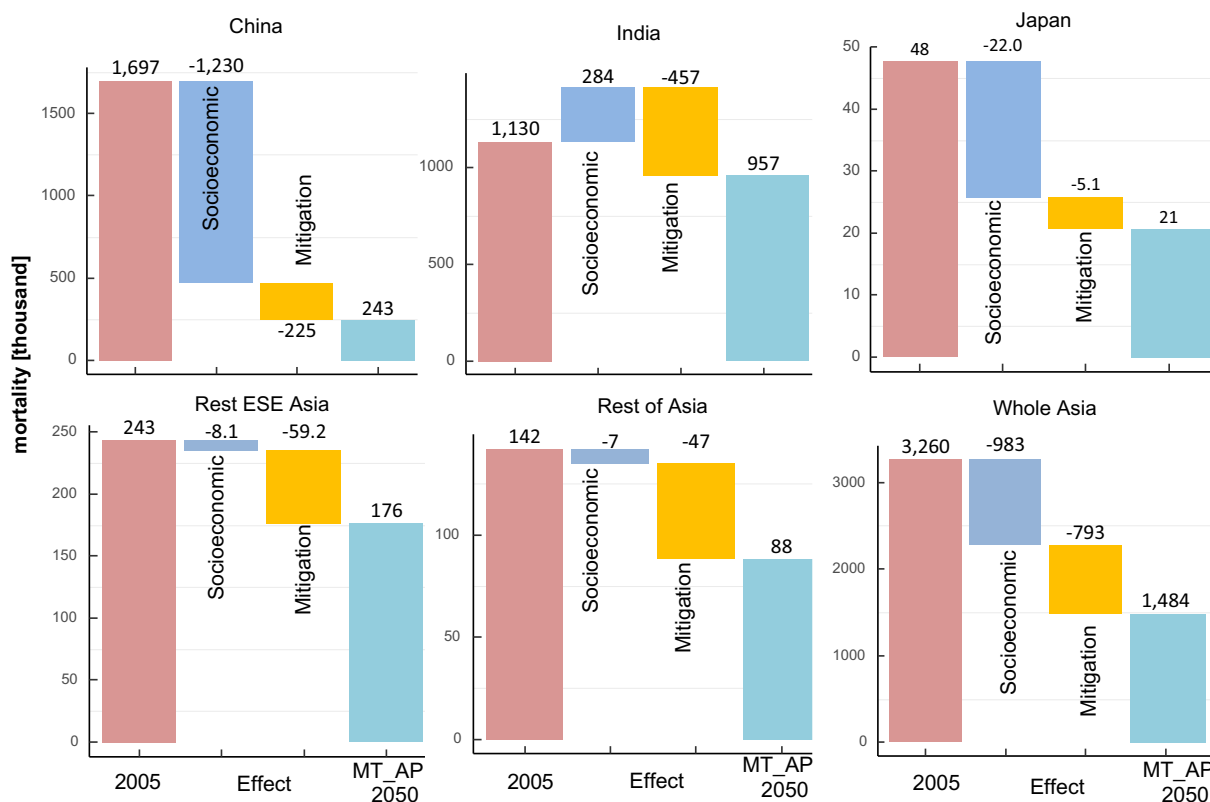 China
1,697
-1,230
1500
1000
500
0
Socioeconomic
Mitigation
-225
243
India
284
-457
1,130
957
1000
500
0
Socioeconomic
Mitigation
Japan
48
-22.0
-5.1
21
50
40
30
20
10
0
Socioeconomic
Mitigation
mortality [thousand]
Rest ESE Asia
243
-8.1
-59.2
176
250
200
150
100
50
0
Socioeconomic
Mitigation
2005
Effect
MT_AP
2050
Rest of Asia
142
-7
-47
88
100
50
0
Socioeconomic
Mitigation
2005
Effect
MT_AP
2050
Whole Asia
3,260
-983
-793
1,484
3000
2000
1000
0
Socioeconomic
Mitigation
2005
Effect
MT_AP
2050